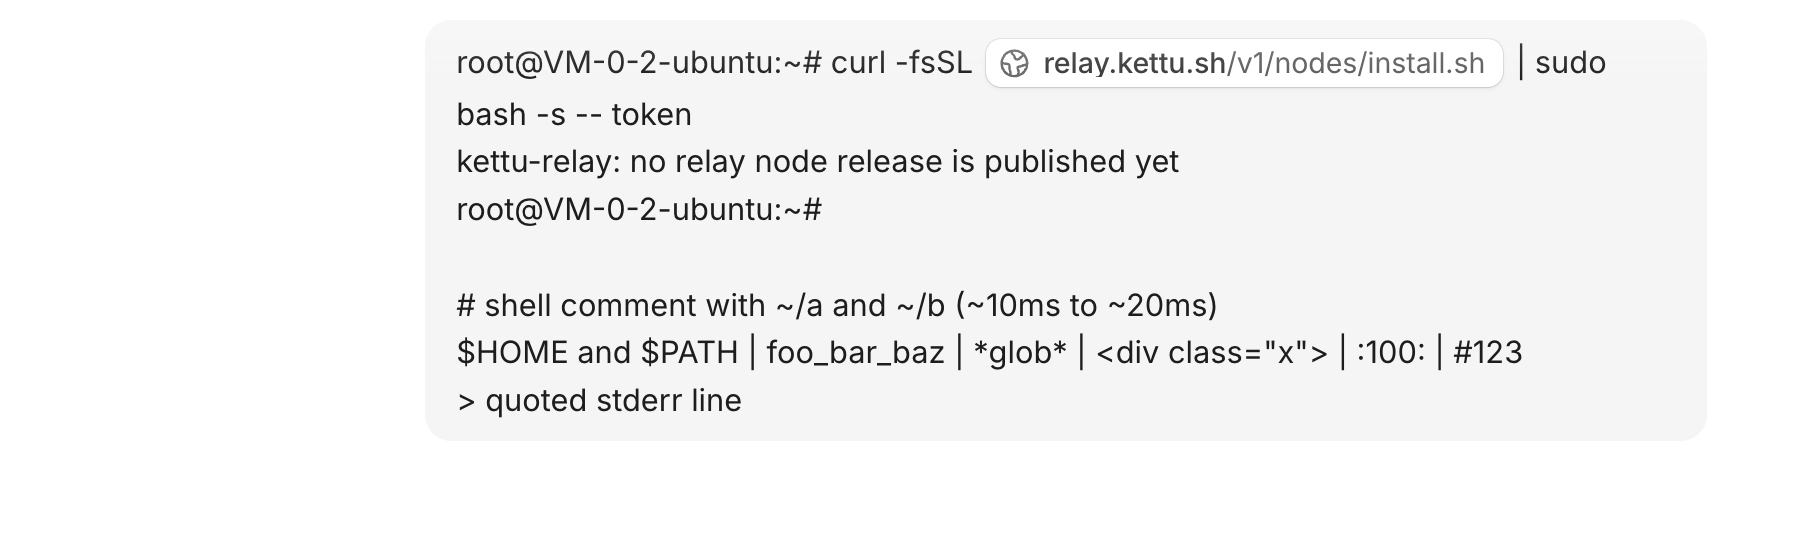 root@VM-0-2-ubuntu:~# curl -fsSL relay.kettu.sh/v1/nodes/install.sh | sudo
bash -s -- token
kettu-relay: no relay node release is published yet
root@VM-0-2-ubuntu:~#
# shell comment with ~/a and ~/b (~10ms to ~20ms)
$HOME and $PATH | foo_bar_baz | *glob* | <div class="x"> | :100: | #123
> quoted stderr line